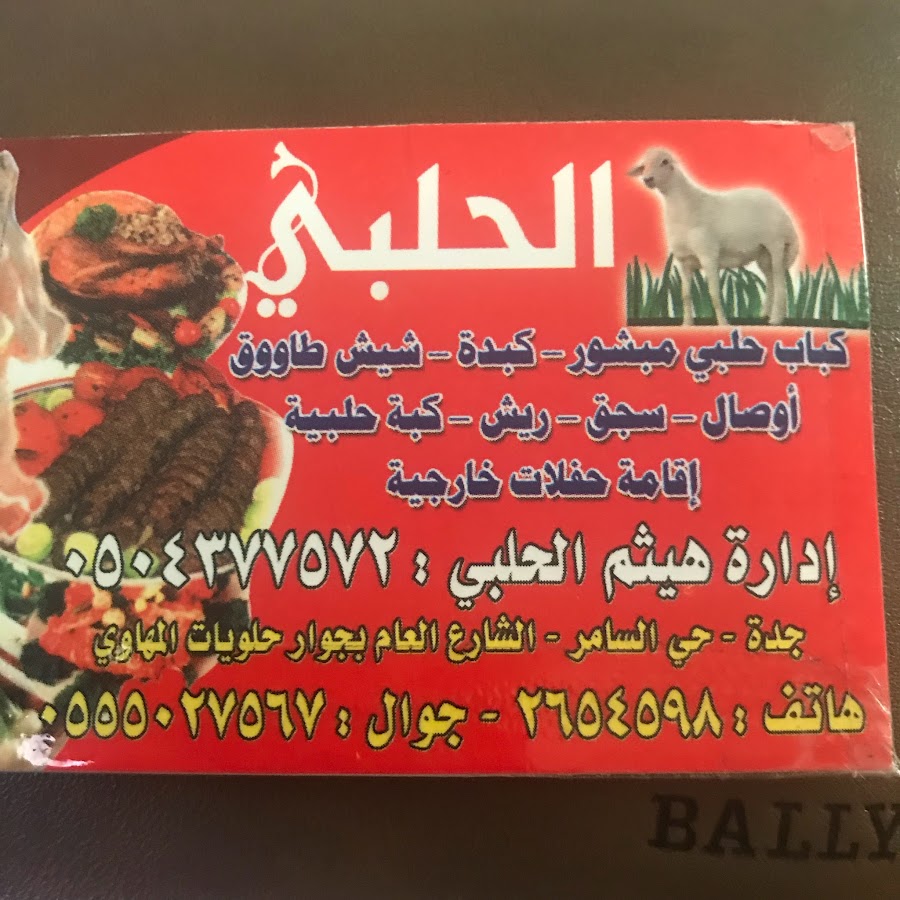 الحلبي
كباب حلبي مبشور - كبدة - شيش طاووق
أوصال - سجق - ريش - كبة حلبية
إقامة حفلات خارجية
إدارة هيثم الحلبي : ٠٥٠٤٣٧٧٥٧٢
جدة - حي السامر - الشارع العام بجوار حلويات المهاوي
هاتف : ٢٦٥٤٥٩٨ - جوال : ٠٥٥٥٠٢٧٥٦٧
BALLY